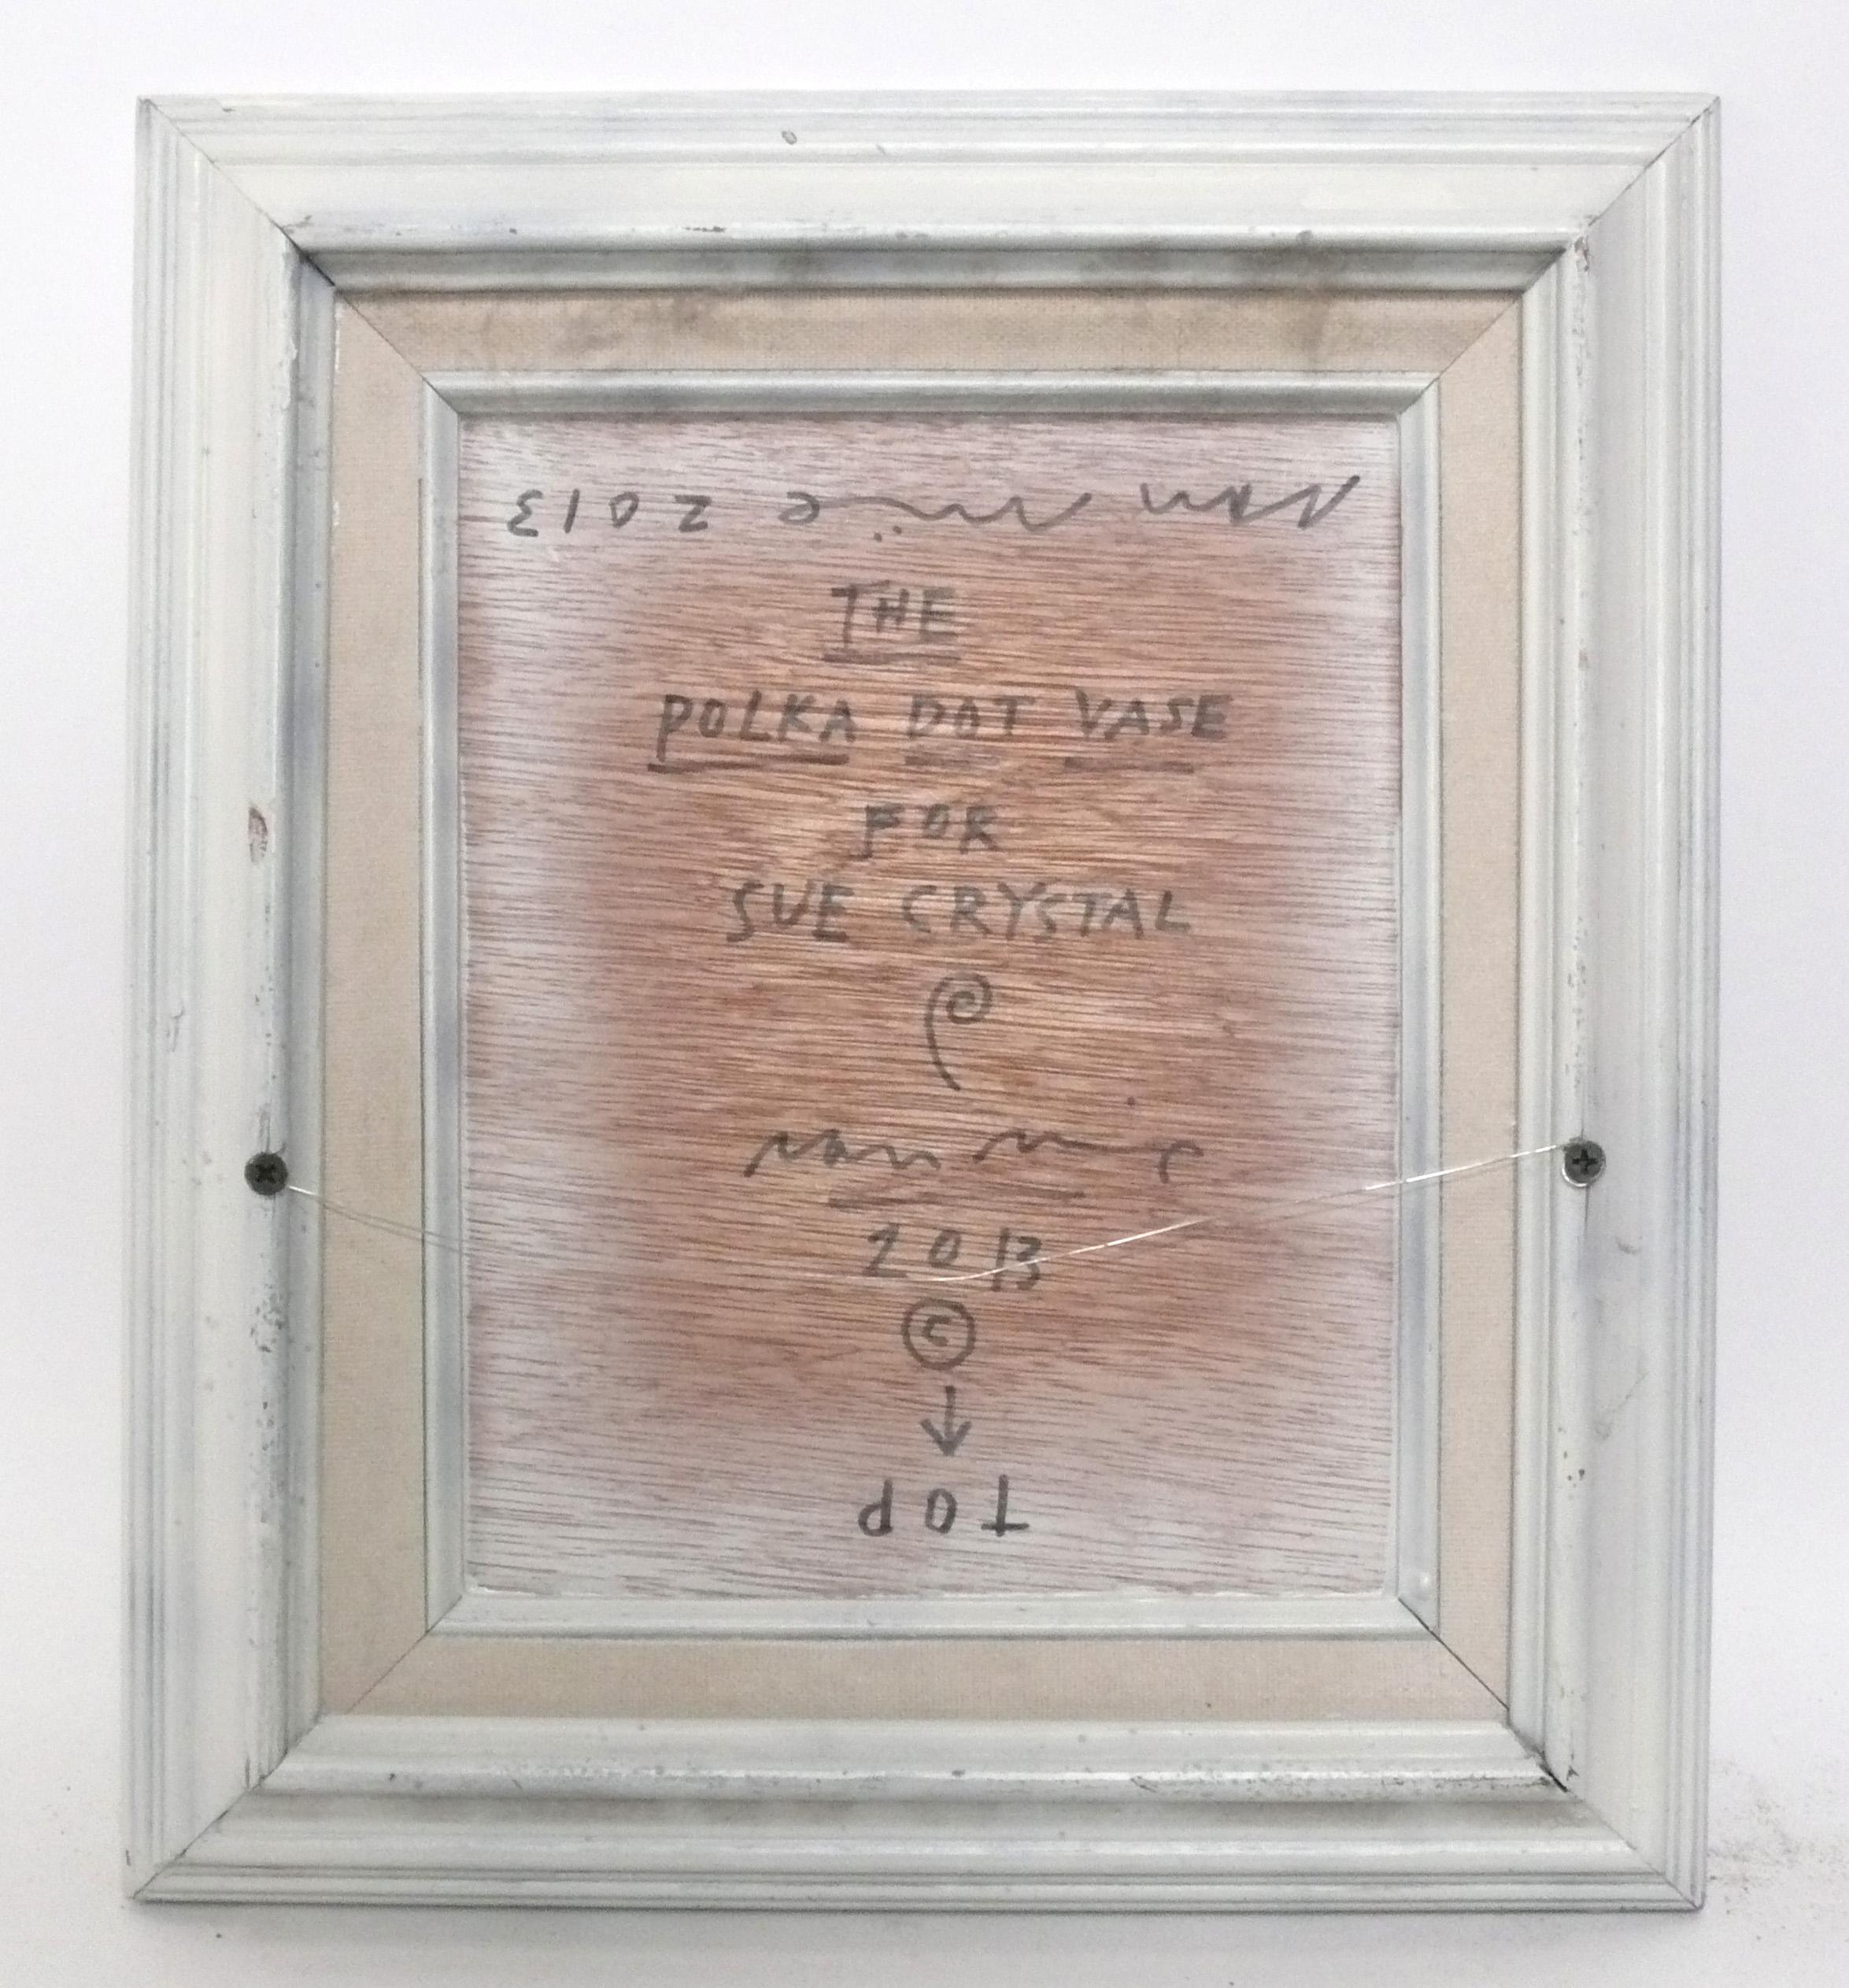 2013
THE
POLKA DOT VASE
FOR
SUE CRYSTAL
2013
©
TOP